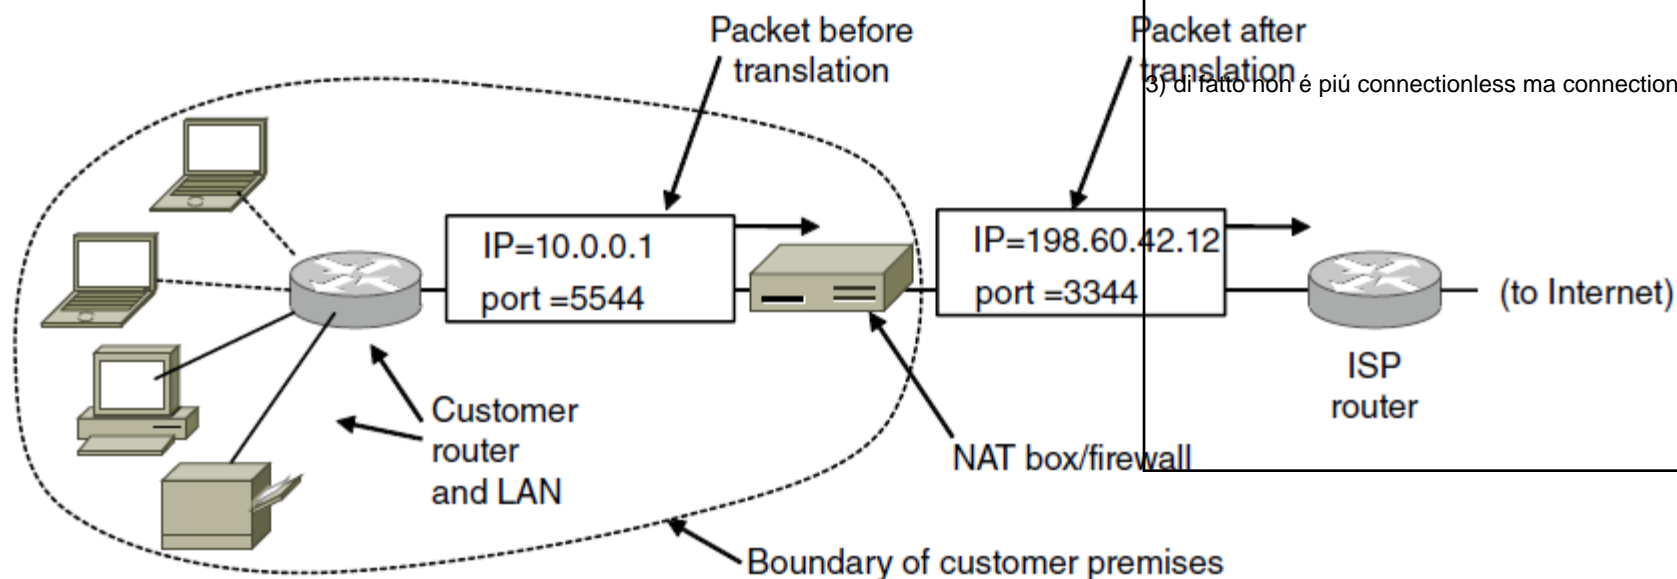 Packet before
translation
Packet after
translation
3) di fatto non é piú connectionless ma connection
IP=10.0.0.1
port =5544
IP=198.60.42.12
port =3344
(to Internet)
ISP
router
Customer
router
and LAN
NAT box/firewall
Boundary of customer premises